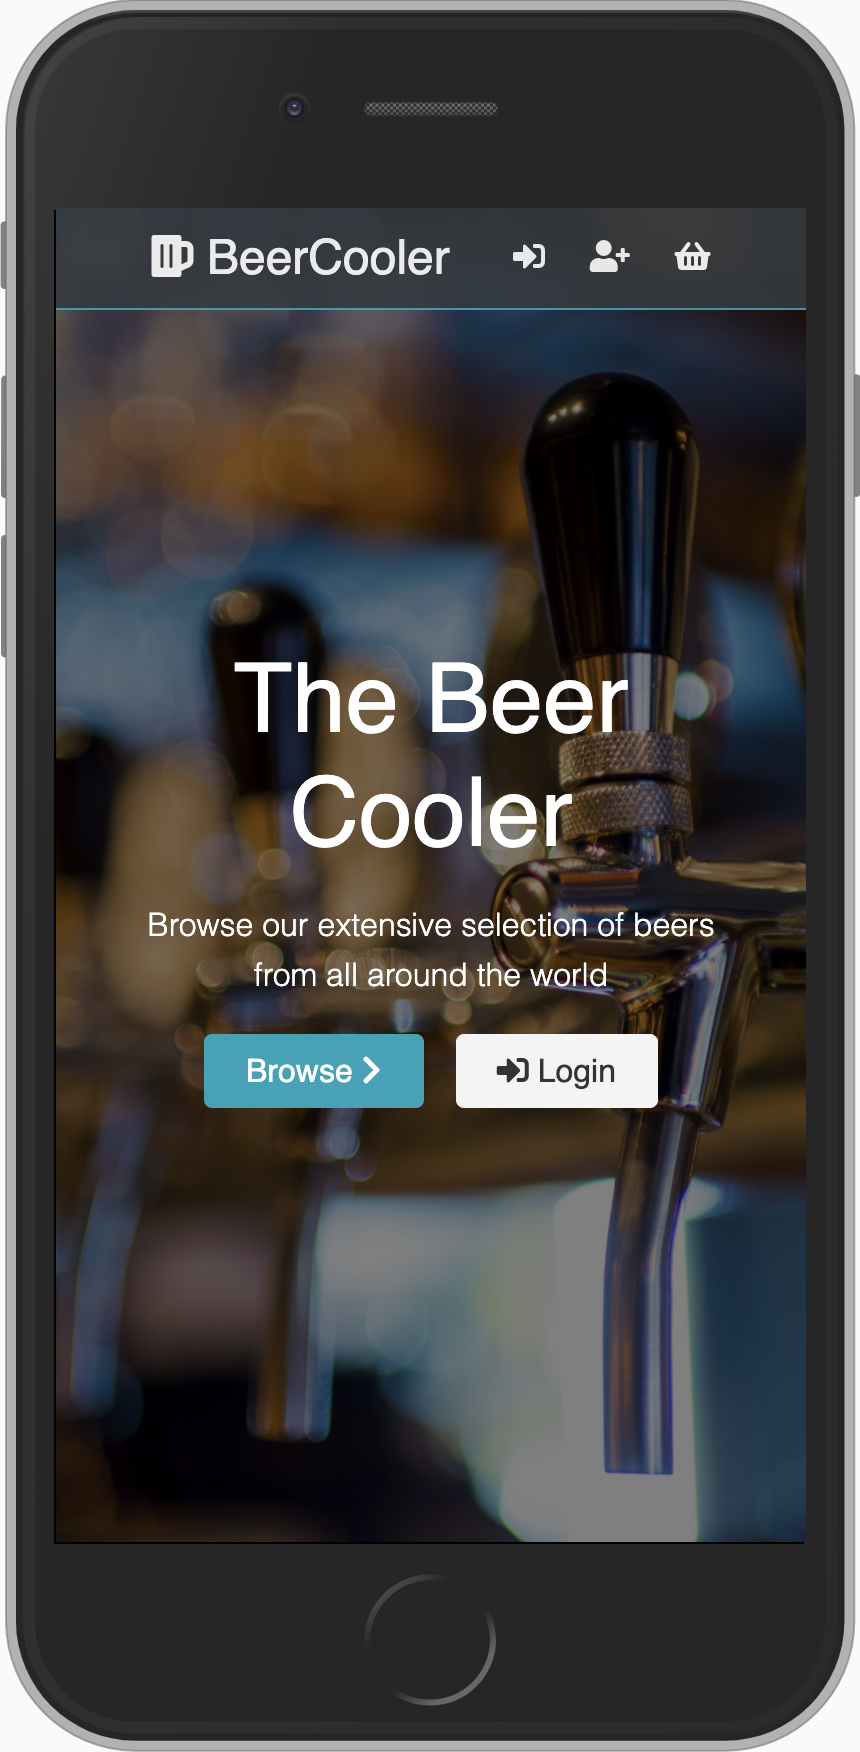 BeerCooler
The Beer
Cooler
Browse our extensive selection of beers
from all around the world
Browse
Login